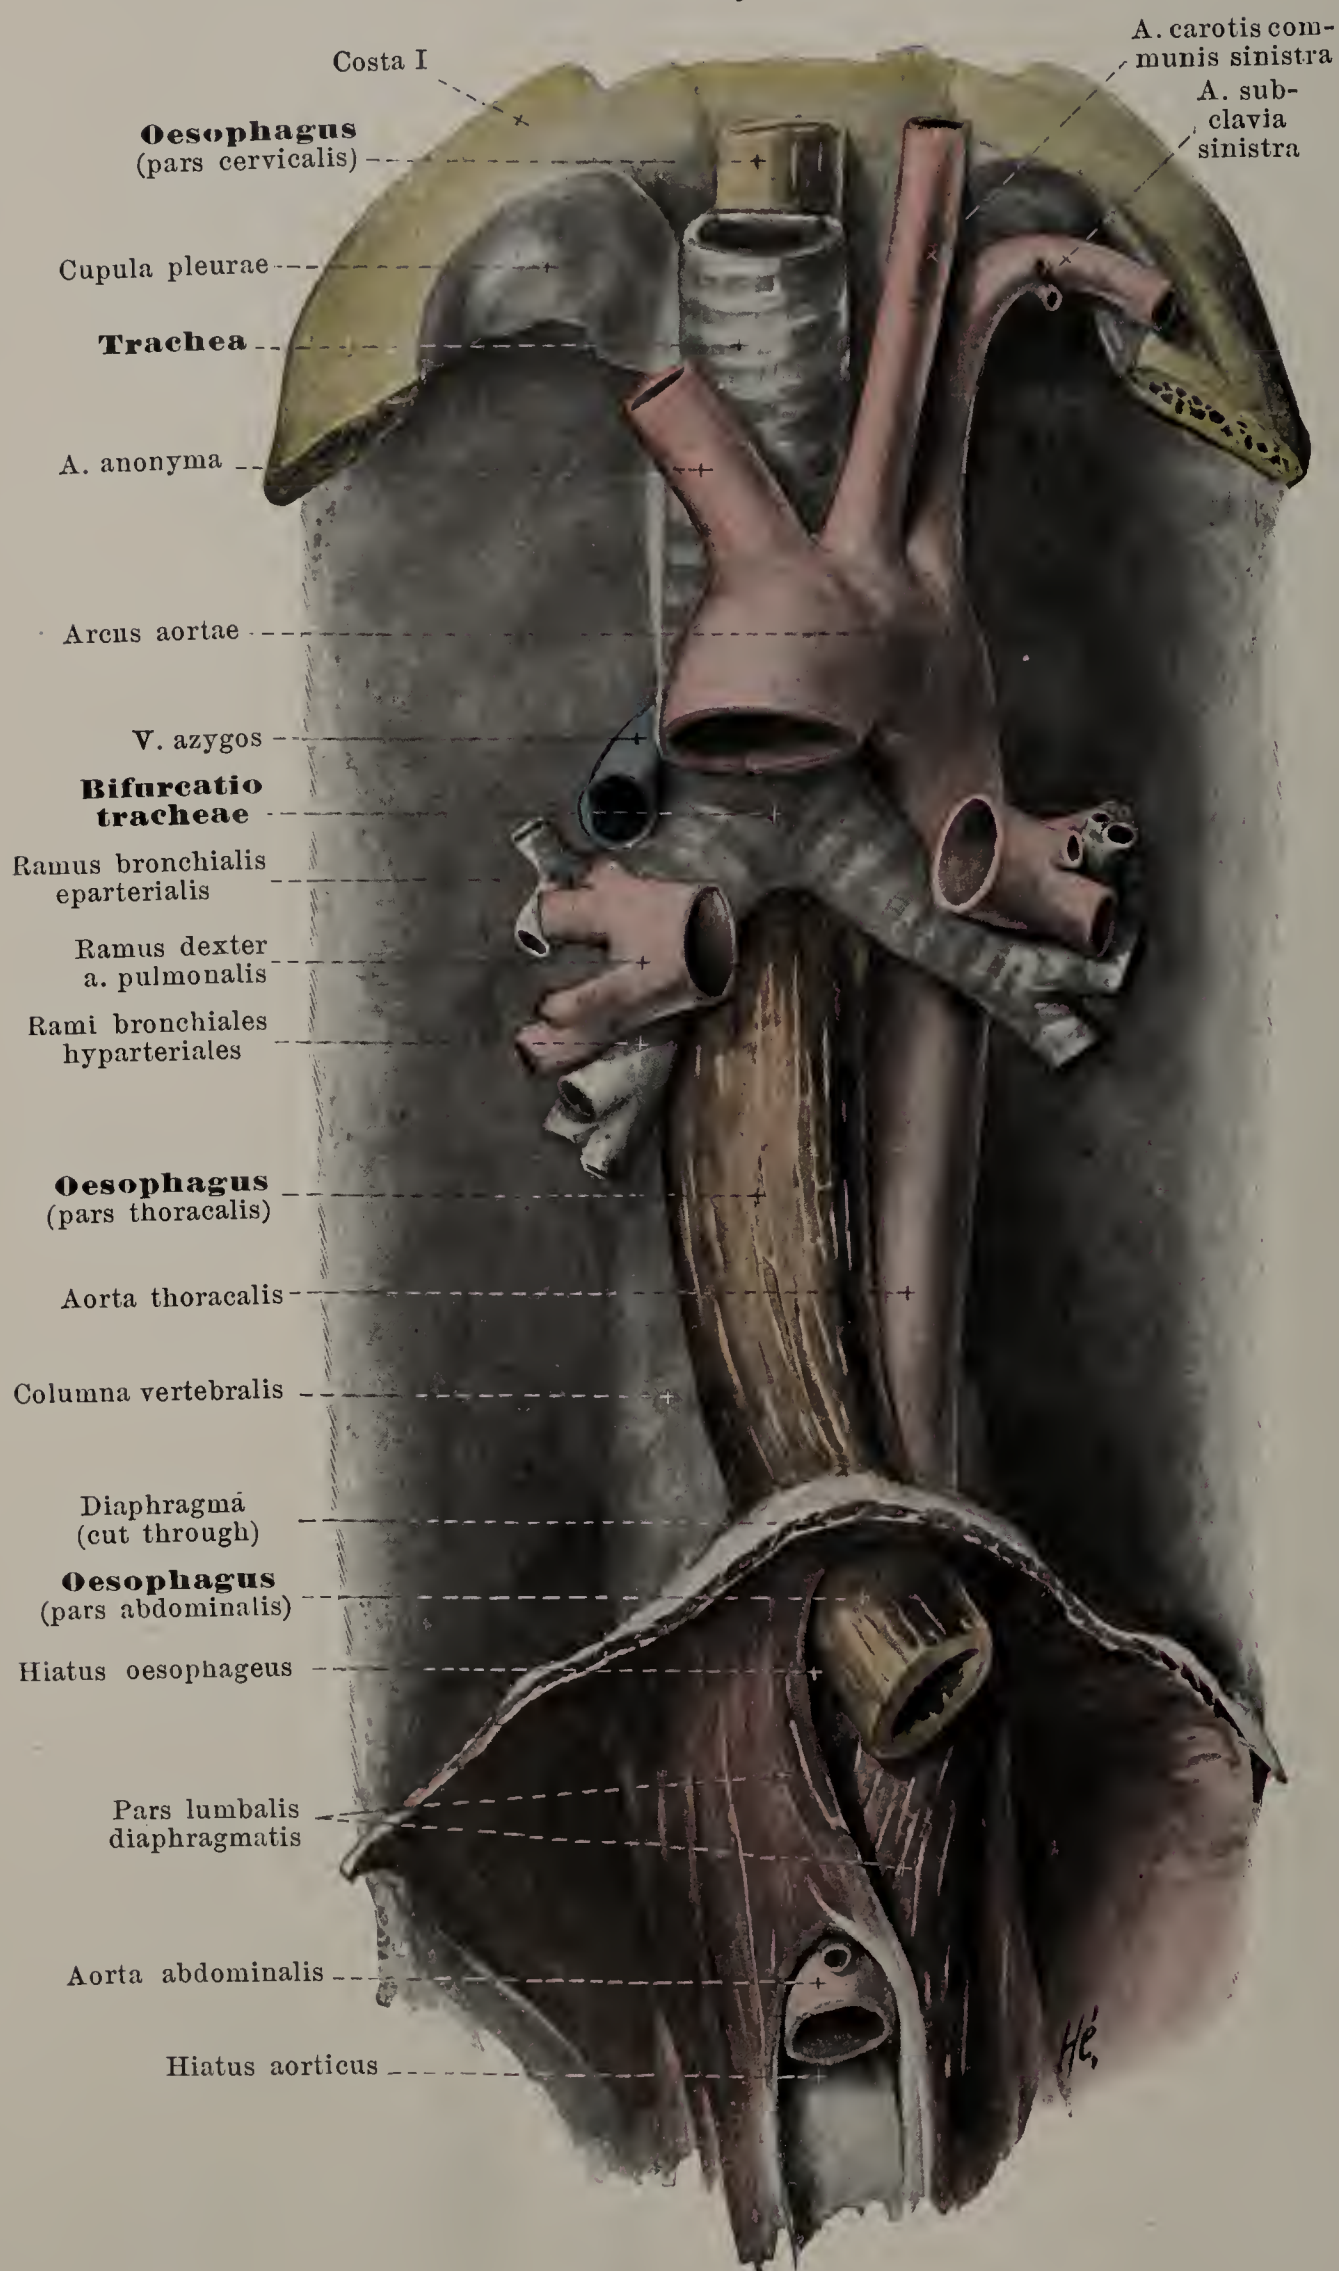 A. carotis com-
munis sinistra
A. sub-
clavia
sinistra
Costa I
Oesophagus
(pars cervicalis)
Cupula pleurae
Trachea
A. anonyma
Arcus aortae
V. azygos
Bifurcatio
tracheae
Ramus bronchialis
eparterialis
Ramus dexter
a. pulmonalis
Rami bronchiales
hyparteriales
Oesophagus
(pars thoracalis)
Aorta thoracalis
Columna vertebralis
Diaphragma
(cut through)
Oesophagus
(pars abdominalis)
Hiatus oesophageus
Pars lumbalis
diaphragmatis
Aorta abdominalis
Hiatus aorticus
Hé,